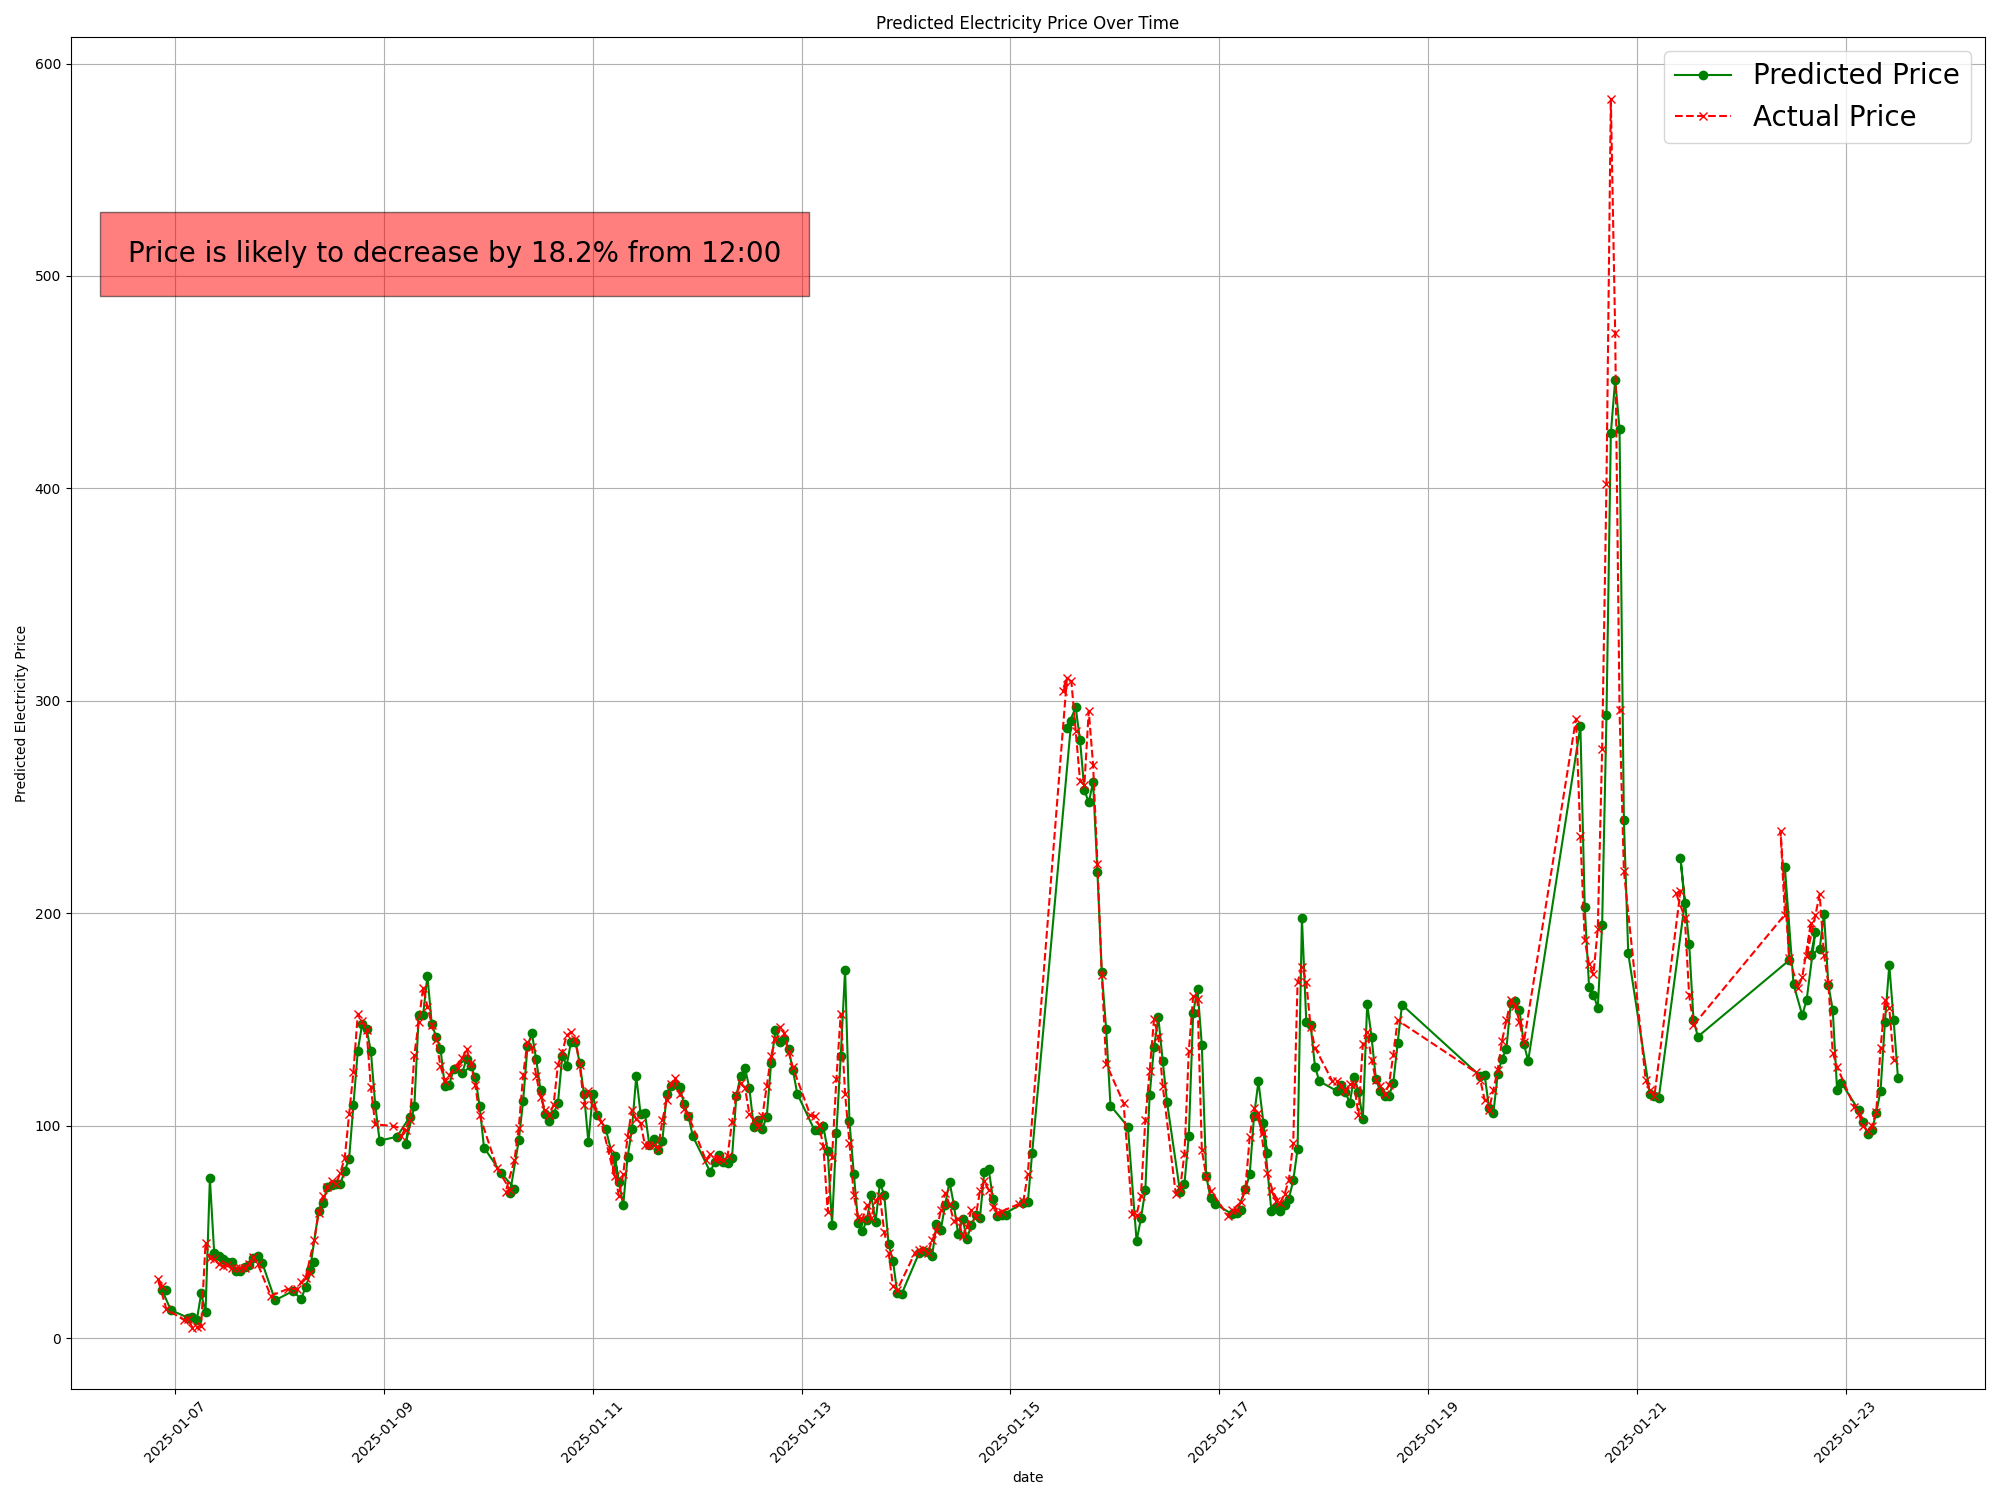 Predicted Electricity Price Over Time
Predicted Price
Actual Price
Price is likely to decrease by 18.2% from 12:00
Predicted Electricity Price
600
500
400
300
200
100
0
2025-01-07
2025-01-09
2025-01-11
2025-01-13
2025-01-15
2025-01-17
2025-01-19
2025-01-21
2025-01-23
date